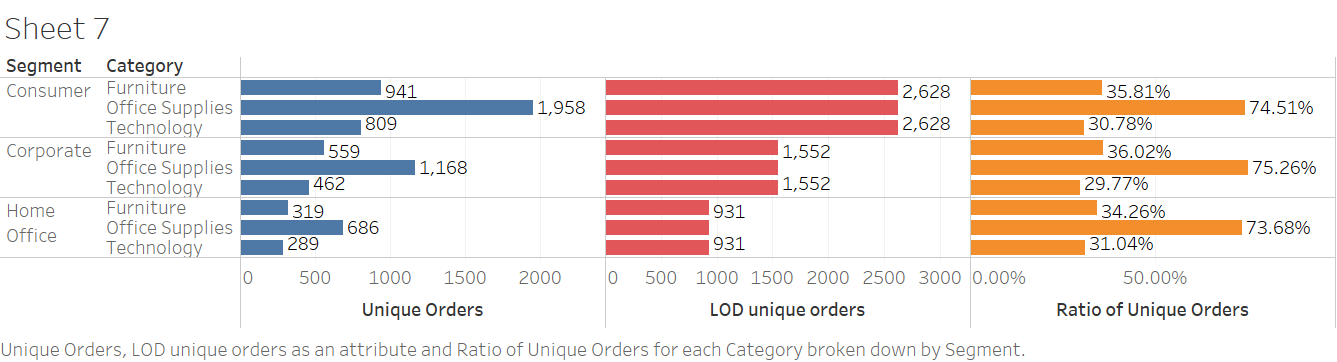 Sheet 7
Segment Category
Consumer Furniture 941 2,628 35.81%
Office Supplies 1,958 74.51%
Technology 809 2,628 30.78%
Corporate Furniture 559 1,552 36.02%
Office Supplies 1,168 75.26%
Technology 462 1,552 29.77%
Home Office Furniture 319 931 34.26%
Office Supplies 686 73.68%
Technology 289 931 31.04%
0 500 1000 1500 2000 0 500 1000 1500 2000 2500 3000 0.00% 50.00%
Unique Orders LOD unique orders Ratio of Unique Orders
Unique Orders, LOD unique orders as an attribute and Ratio of Unique Orders for each Category broken down by Segment.